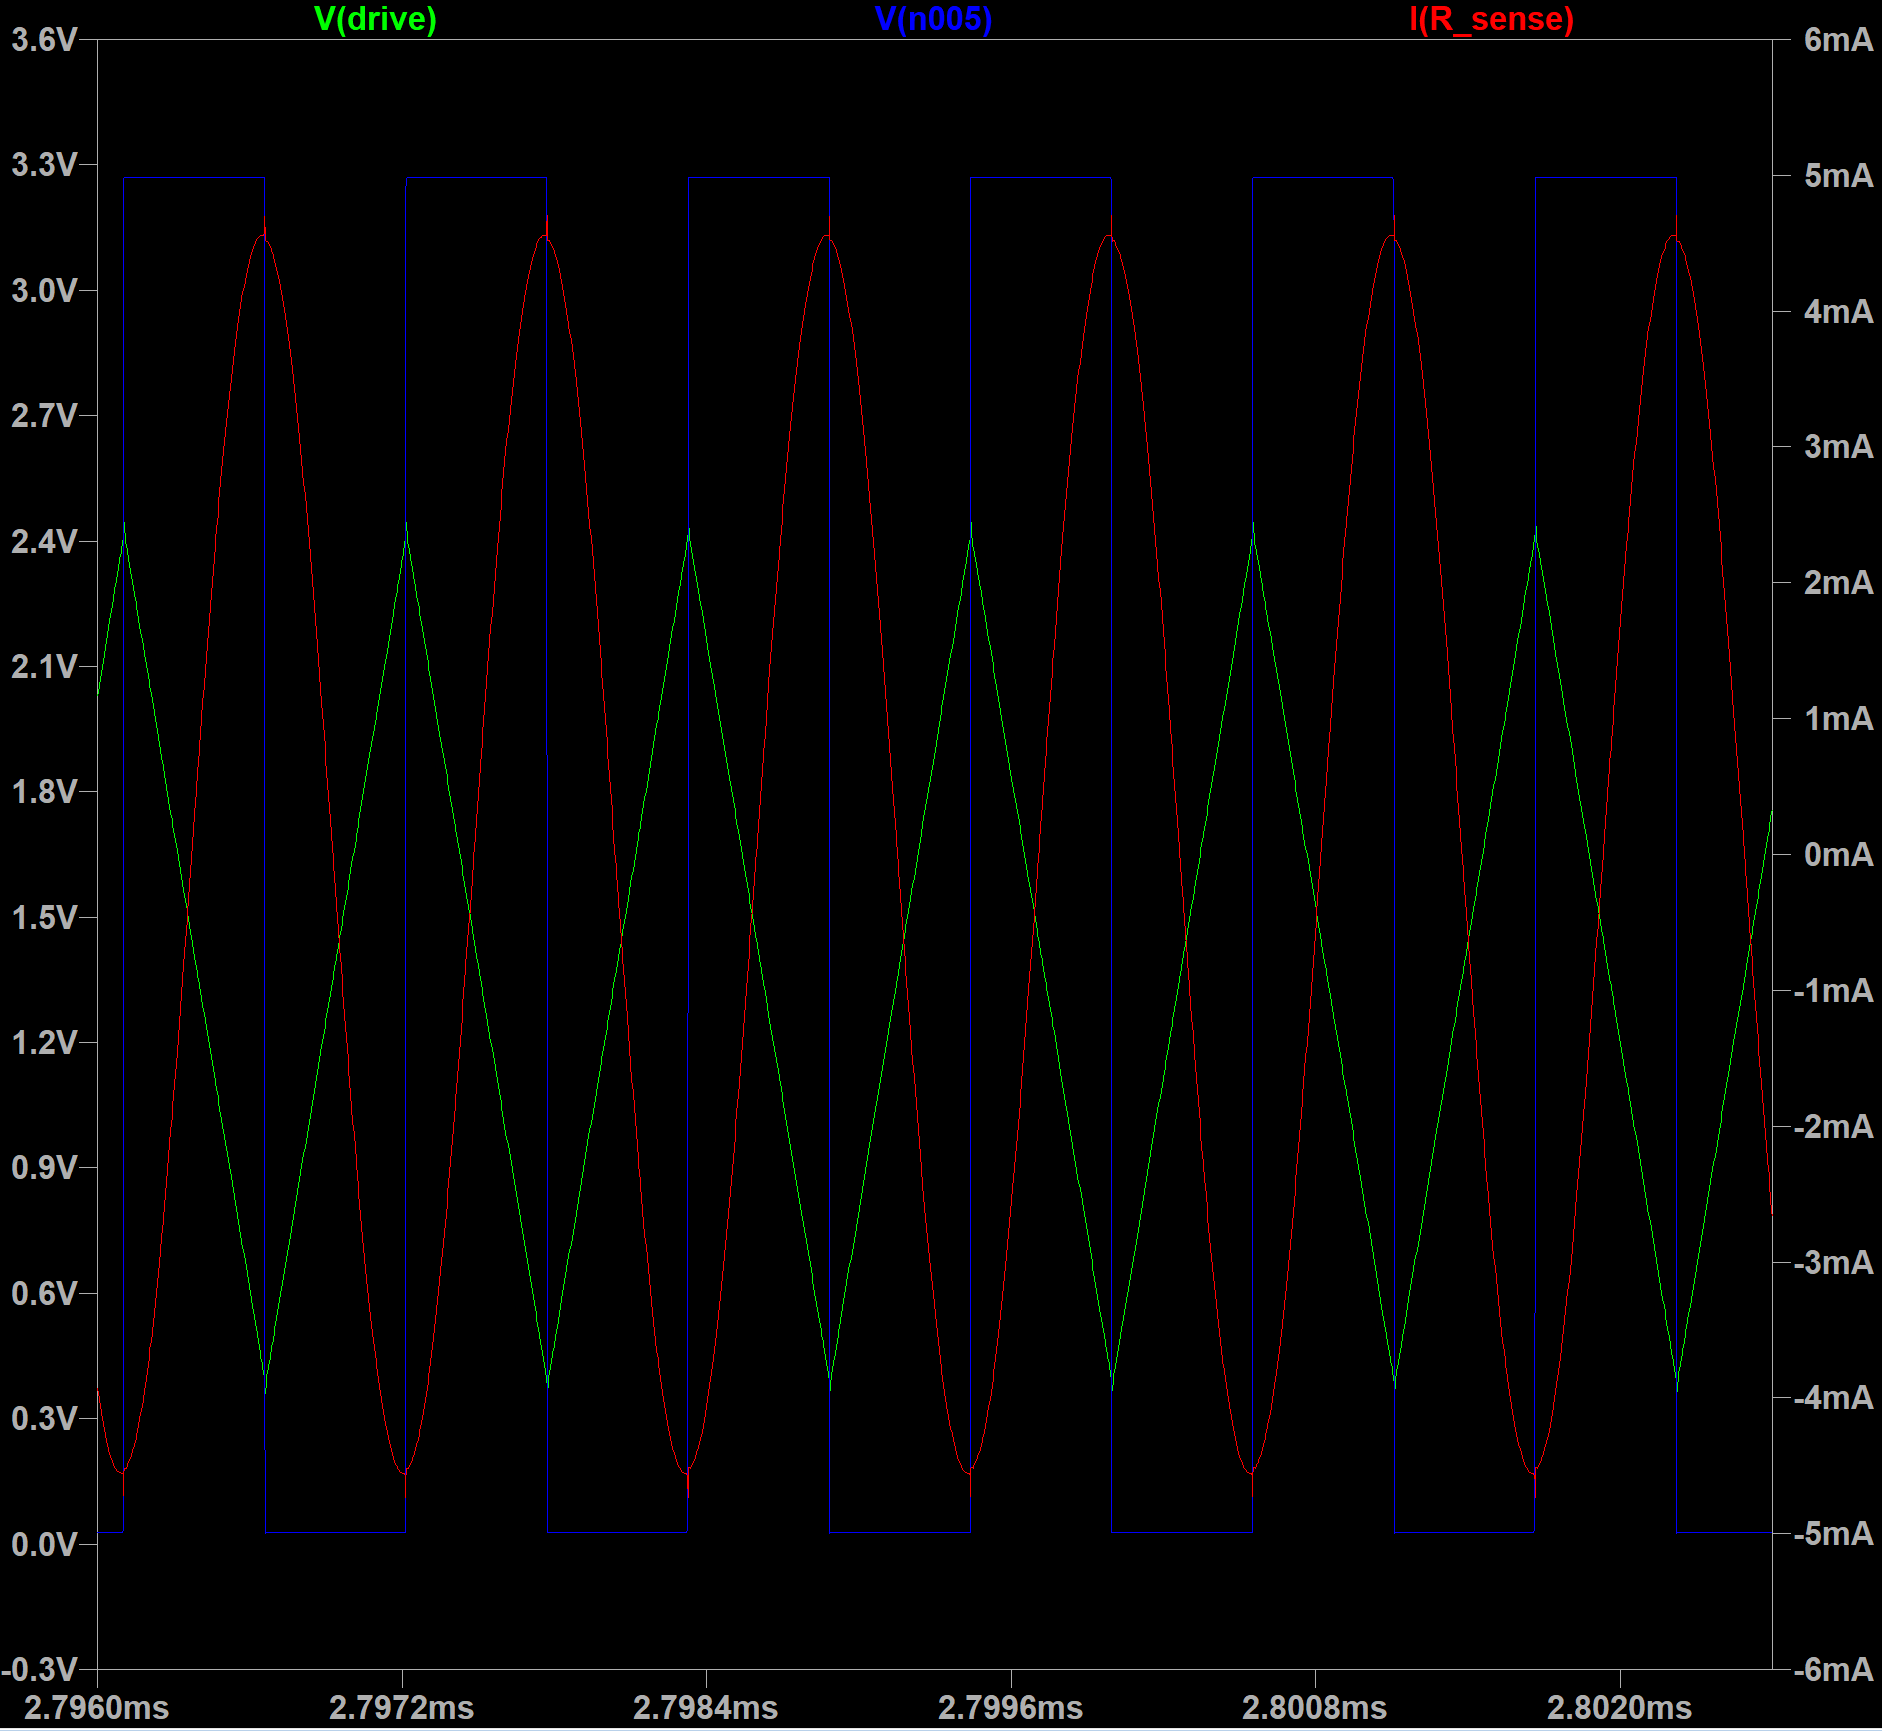 V(drive) V(n005) I(R_sense)
3.6V 6mA
3.3V 5mA
3.0V 4mA
2.7V 3mA
2.4V 2mA
2.1V 1mA
1.8V 0mA
1.5V -1mA
1.2V -2mA
0.9V -3mA
0.6V -4mA
0.3V -5mA
0.0V
-0.3V -6mA
2.7960ms 2.7972ms 2.7984ms 2.7996ms 2.8008ms 2.8020ms